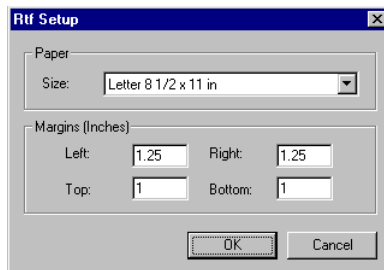 Rtf Setup
Paper
Size: Letter 8 1/2 x 11 in
Margins (Inches)
Left: 1.25 Right: 1.25
Top: 1 Bottom: 1
OK Cancel